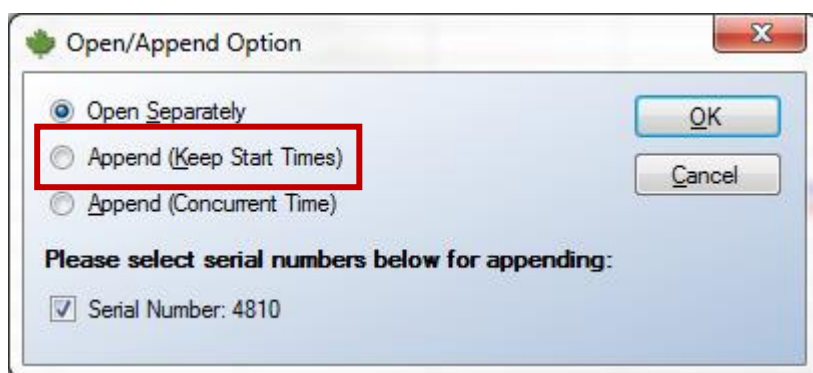 Open/Append Option
Open Separately
OK
Append (Keep Start Times)
Cancel
Append (Concurrent Time)
Please select serial numbers below for appending:
Serial Number: 4810